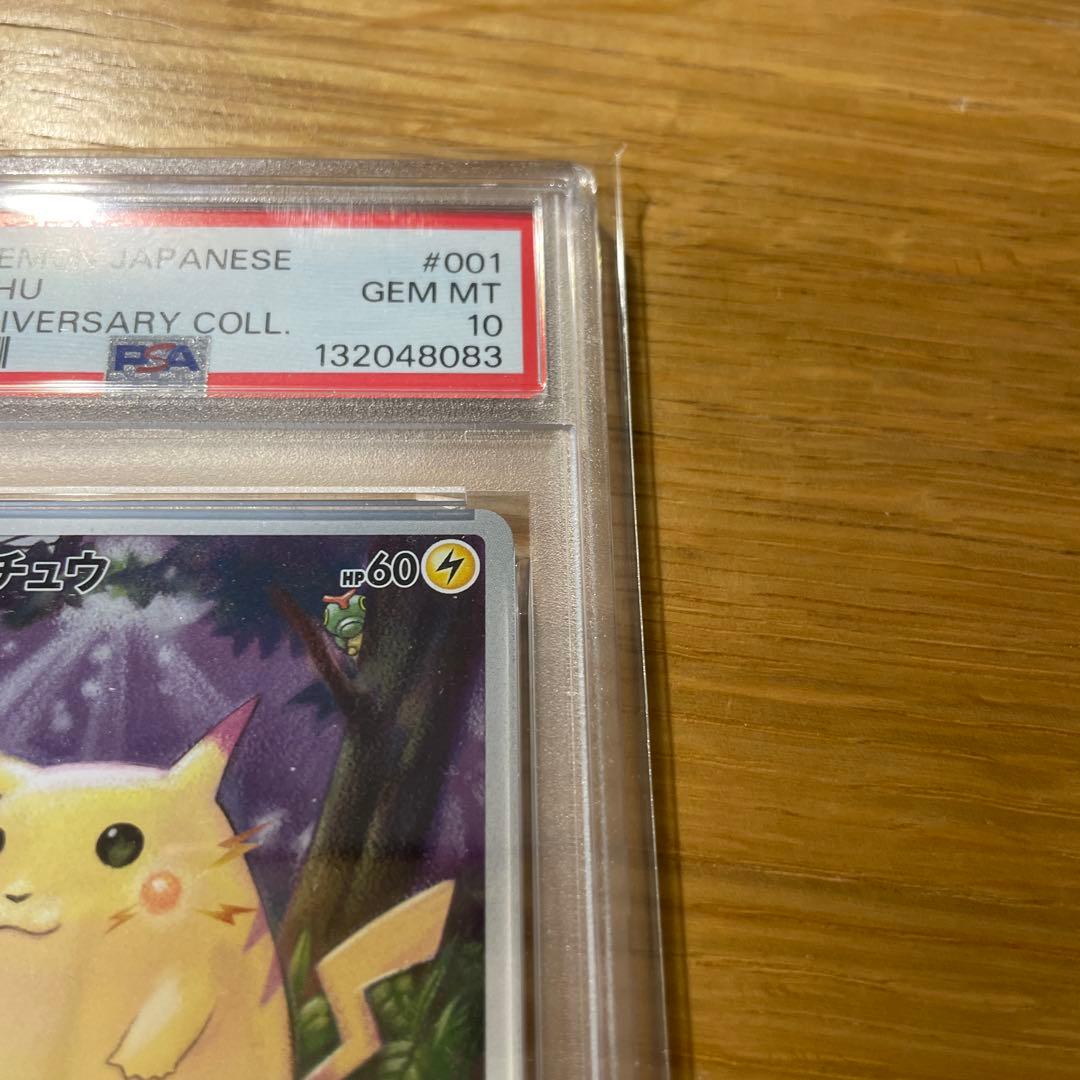 EMON JAPANESE #001
HU GEM MT
IVERSARY COLL. 10
PSA 132048083
チュウ HP60